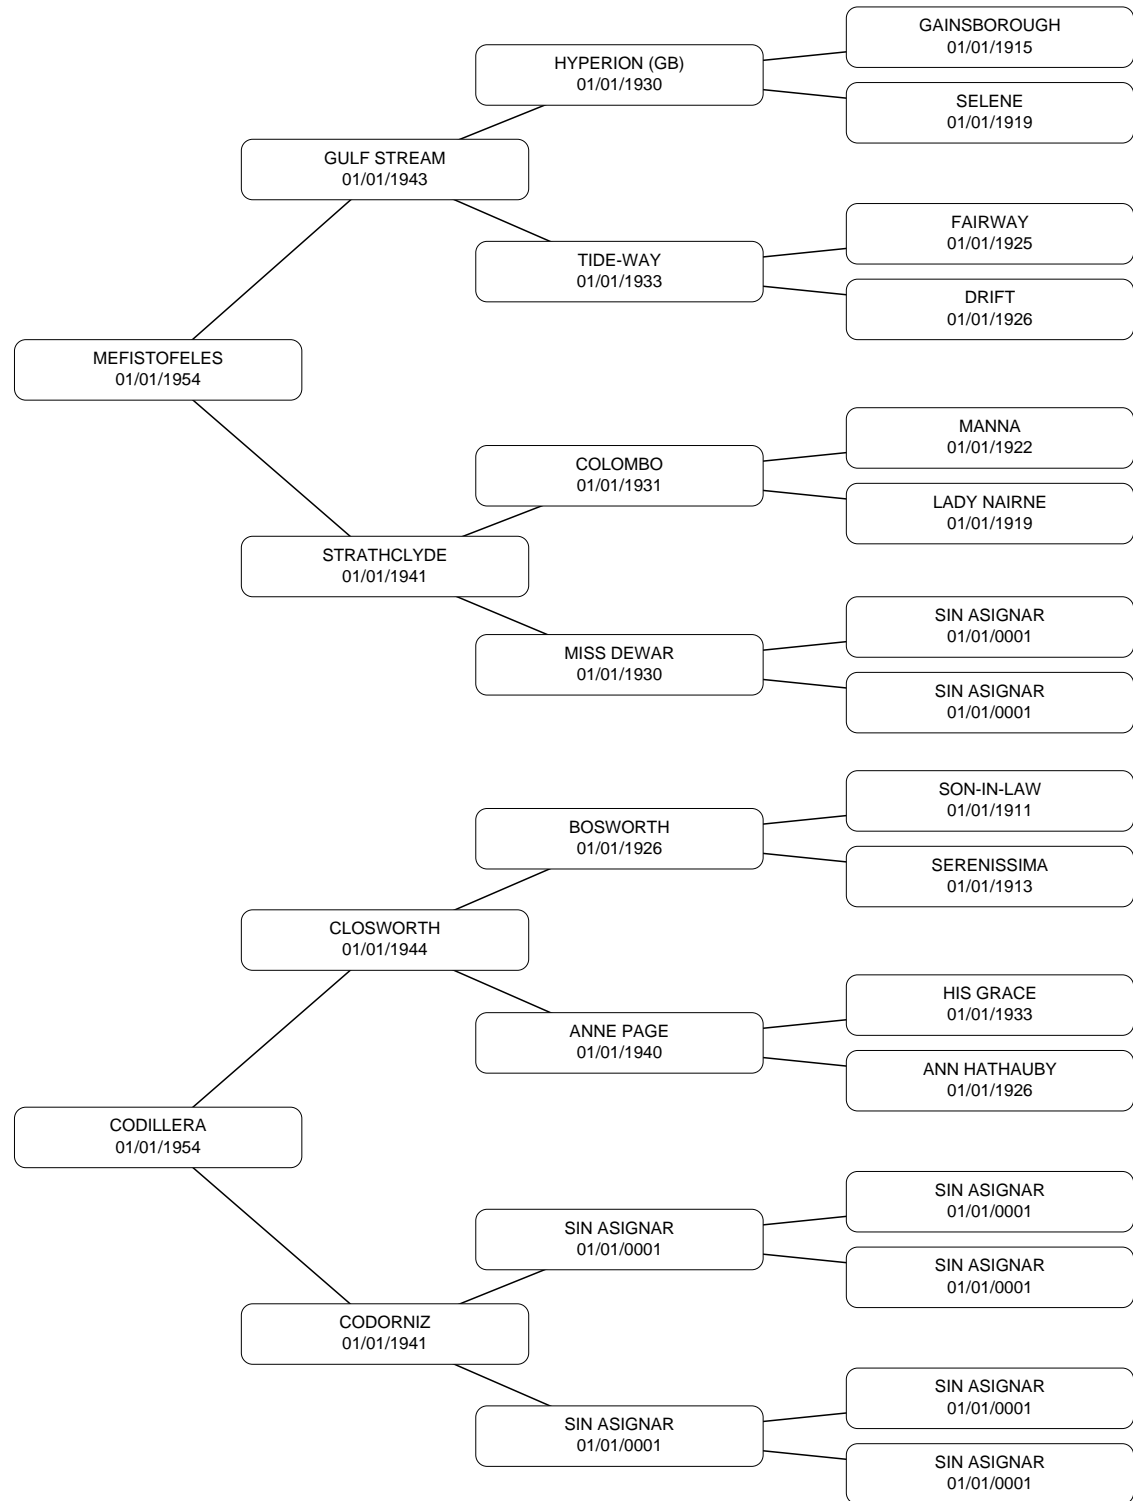 GAINSBOROUGH
01/01/1915
HYPERION (GB)
01/01/1930
SELENE
01/01/1919
GULF STREAM
01/01/1943
FAIRWAY
01/01/1925
TIDE-WAY
01/01/1933
DRIFT
01/01/1926
MEFISTOFELES
01/01/1954
MANNA
01/01/1922
COLOMBO
01/01/1931
LADY NAIRNE
01/01/1919
STRATHCLYDE
01/01/1941
SIN ASIGNAR
01/01/0001
MISS DEWAR
01/01/1930
SIN ASIGNAR
01/01/0001
SON-IN-LAW
01/01/1911
BOSWORTH
01/01/1926
SERENISSIMA
01/01/1913
CLOSWORTH
01/01/1944
HIS GRACE
01/01/1933
ANNE PAGE
01/01/1940
ANN HATHAUBY
01/01/1926
CODILLERA
01/01/1954
SIN ASIGNAR
01/01/0001
SIN ASIGNAR
01/01/0001
SIN ASIGNAR
01/01/0001
CODORNIZ
01/01/1941
SIN ASIGNAR
01/01/0001
SIN ASIGNAR
01/01/0001
SIN ASIGNAR
01/01/0001